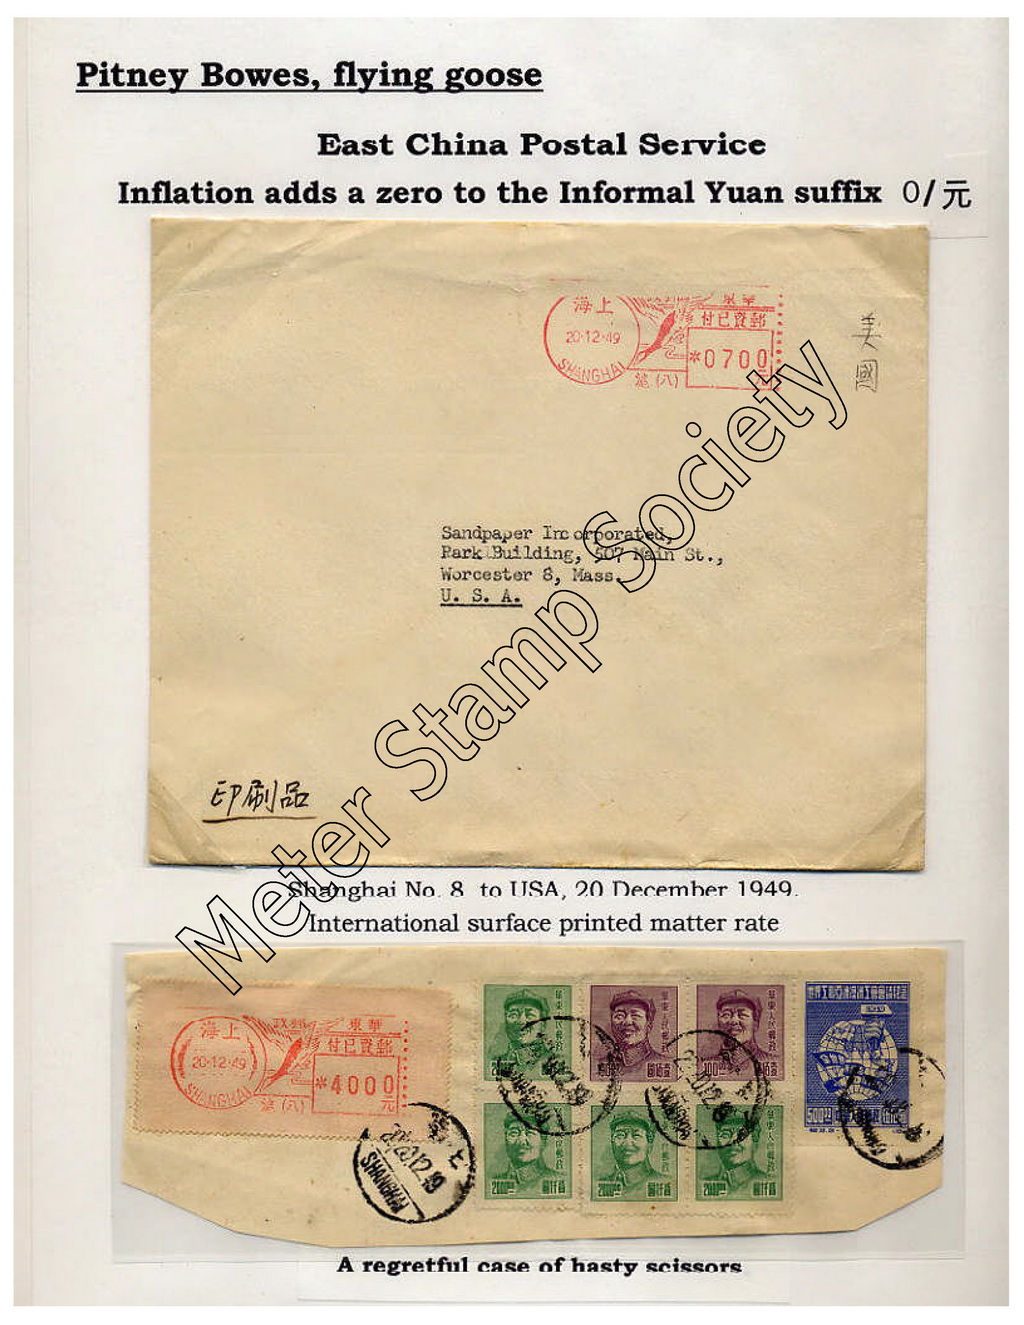 Pitney Bowes, flying goose
East China Postal Service
Inflation adds a zero to the Informal Yuan suffix 0/元
海上
東華
付已資郵
20·12·49
*0700
SHANGHAI
(八)
元
美
國
Sandpaper Incorporated,
Park Building, 507 Main St.,
Worcester 8, Mass.
U. S. A.
印刷品
Meter Stamp Society
Shanghai No. 8 to USA, 20 December 1949.
International surface printed matter rate
海上
東華
付已資郵
20·12·49
*4000
SHANGHAI
(八)
元
SHANGHAI
A regretful case of hasty scissors